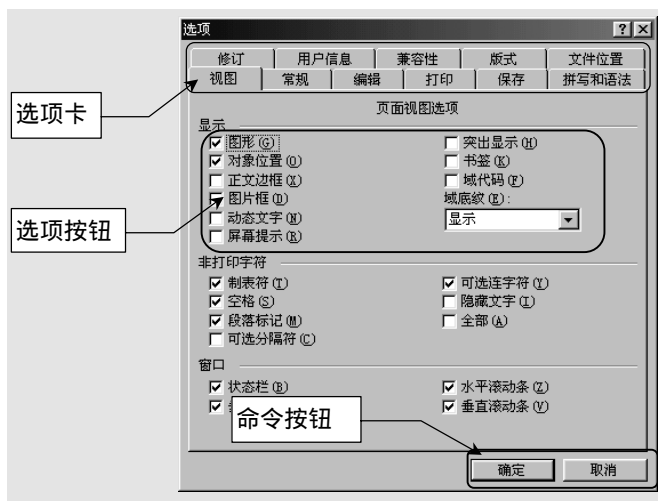 选项
修订 用户信息 兼容性 版式 文件位置
视图 常规 编辑 打印 保存 拼写和语法
选项卡
页面视图选项
显示
图形(G) 突出显示(H)
对象位置(O) 书签(K)
正文边框(X) 域代码(F)
图片框(D) 域底纹(E):
动态文字(N) 显示
选项按钮
屏幕提示(R)
非打印字符
制表符(T) 可选连字符(Y)
空格(S) 隐藏文字(I)
段落标记(M) 全部(A)
可选分隔符(C)
窗口
状态栏(B) 水平滚动条(Z)
垂直滚动条(V)
命令按钮
确定 取消